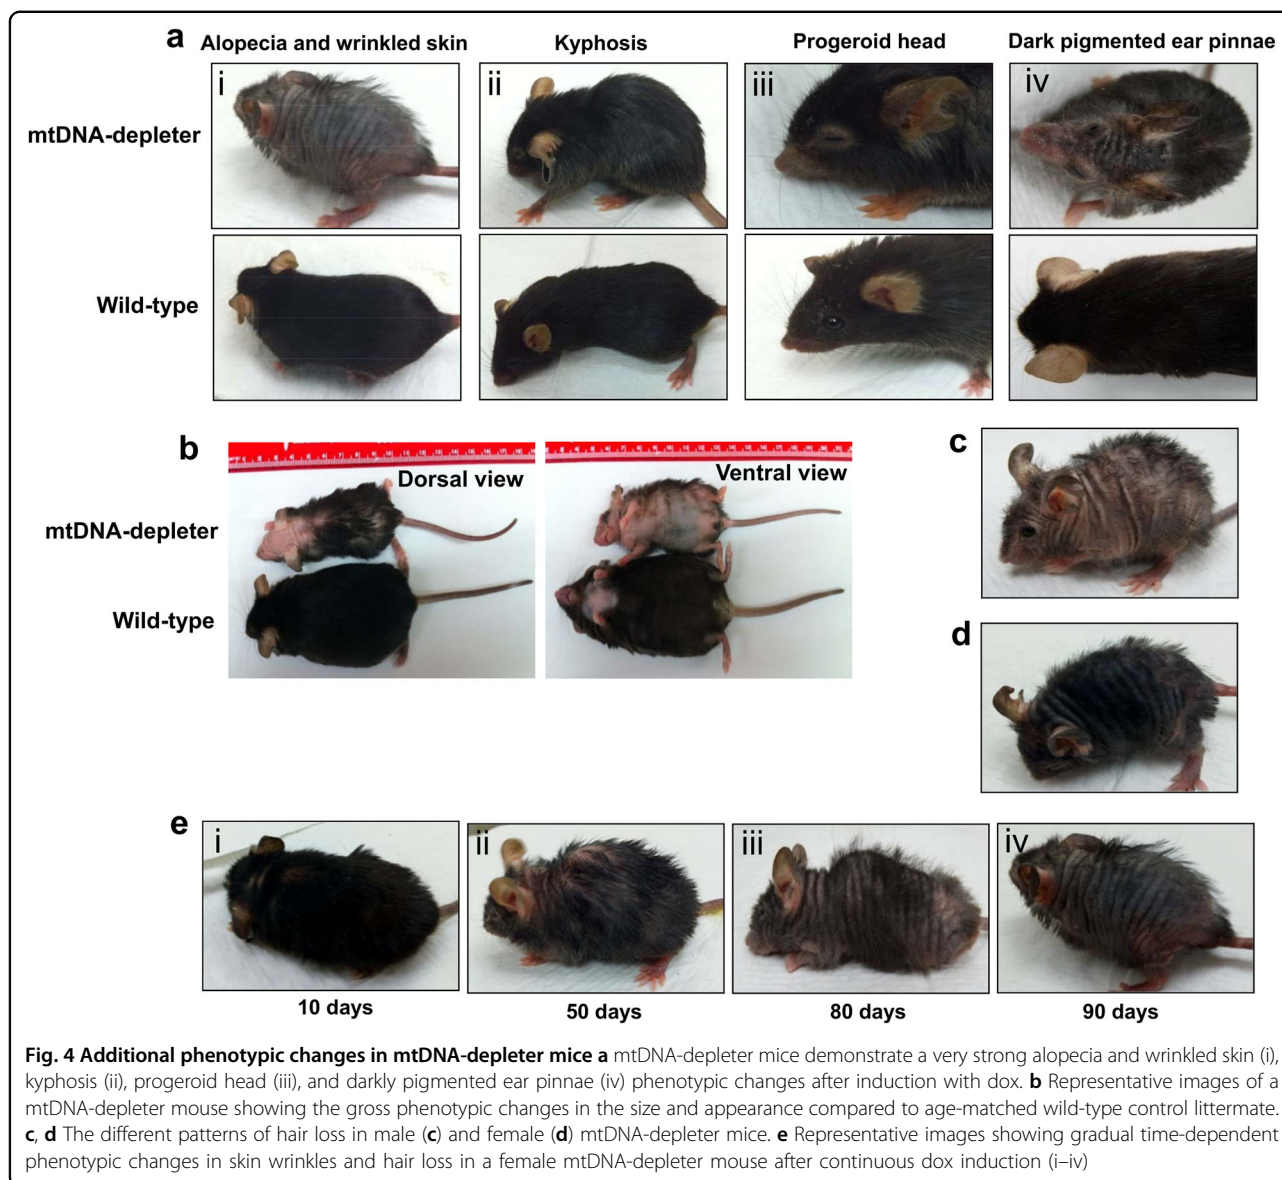 a
Alopecia and wrinkled skin
Kyphosis
Progeroid head
Dark pigmented ear pinnae
i
ii
iii
iv
mtDNA-depleter
Wild-type
b
Dorsal view
Ventral view
mtDNA-depleter
Wild-type
c
d
e
i
ii
iii
iv
10 days
50 days
80 days
90 days
Fig. 4 Additional phenotypic changes in mtDNA-depleter mice a mtDNA-depleter mice demonstrate a very strong alopecia and wrinkled skin (i),
kyphosis (ii), progeroid head (iii), and darkly pigmented ear pinnae (iv) phenotypic changes after induction with dox. b Representative images of a
mtDNA-depleter mouse showing the gross phenotypic changes in the size and appearance compared to age-matched wild-type control littermate.
c, d The different patterns of hair loss in male (c) and female (d) mtDNA-depleter mice. e Representative images showing gradual time-dependent
phenotypic changes in skin wrinkles and hair loss in a female mtDNA-depleter mouse after continuous dox induction (i–iv)